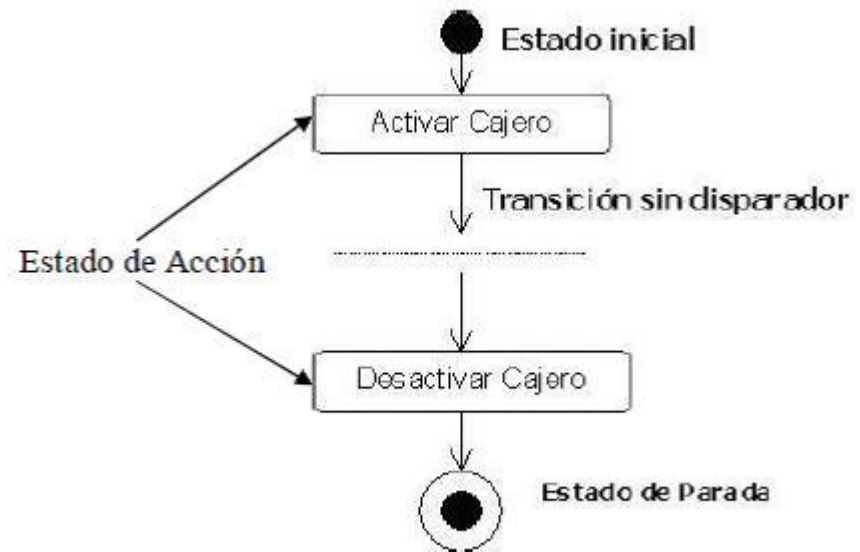 Estado inicial
Activar Cajero
Transición sin disparador
Estado de Acción
Desactivar Cajero
Estado de Parada